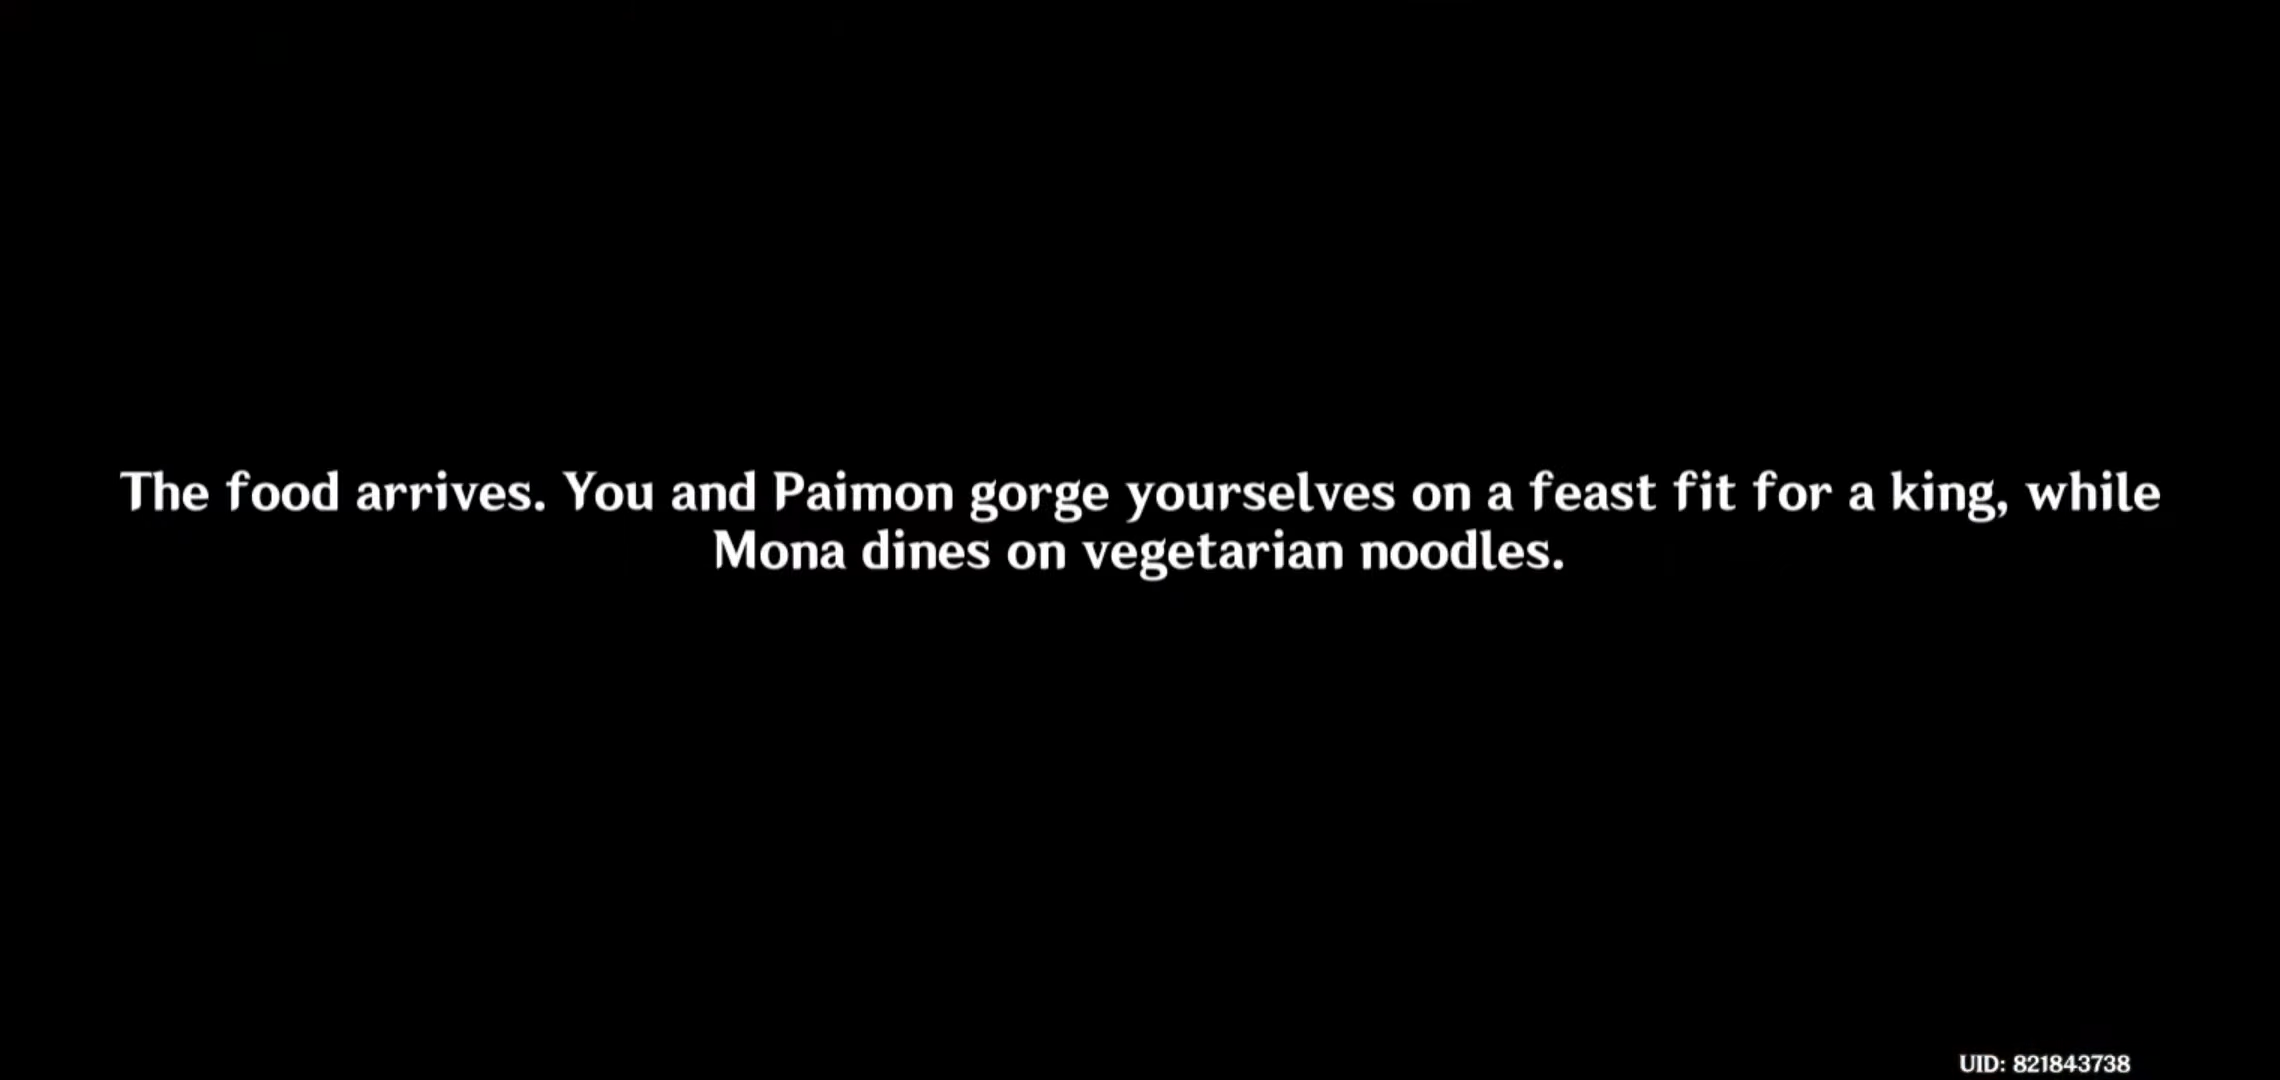 The food arrives. You and Paimon gorge yourselves on a feast fit for a king, while
Mona dines on vegetarian noodles.
UID: 821843738